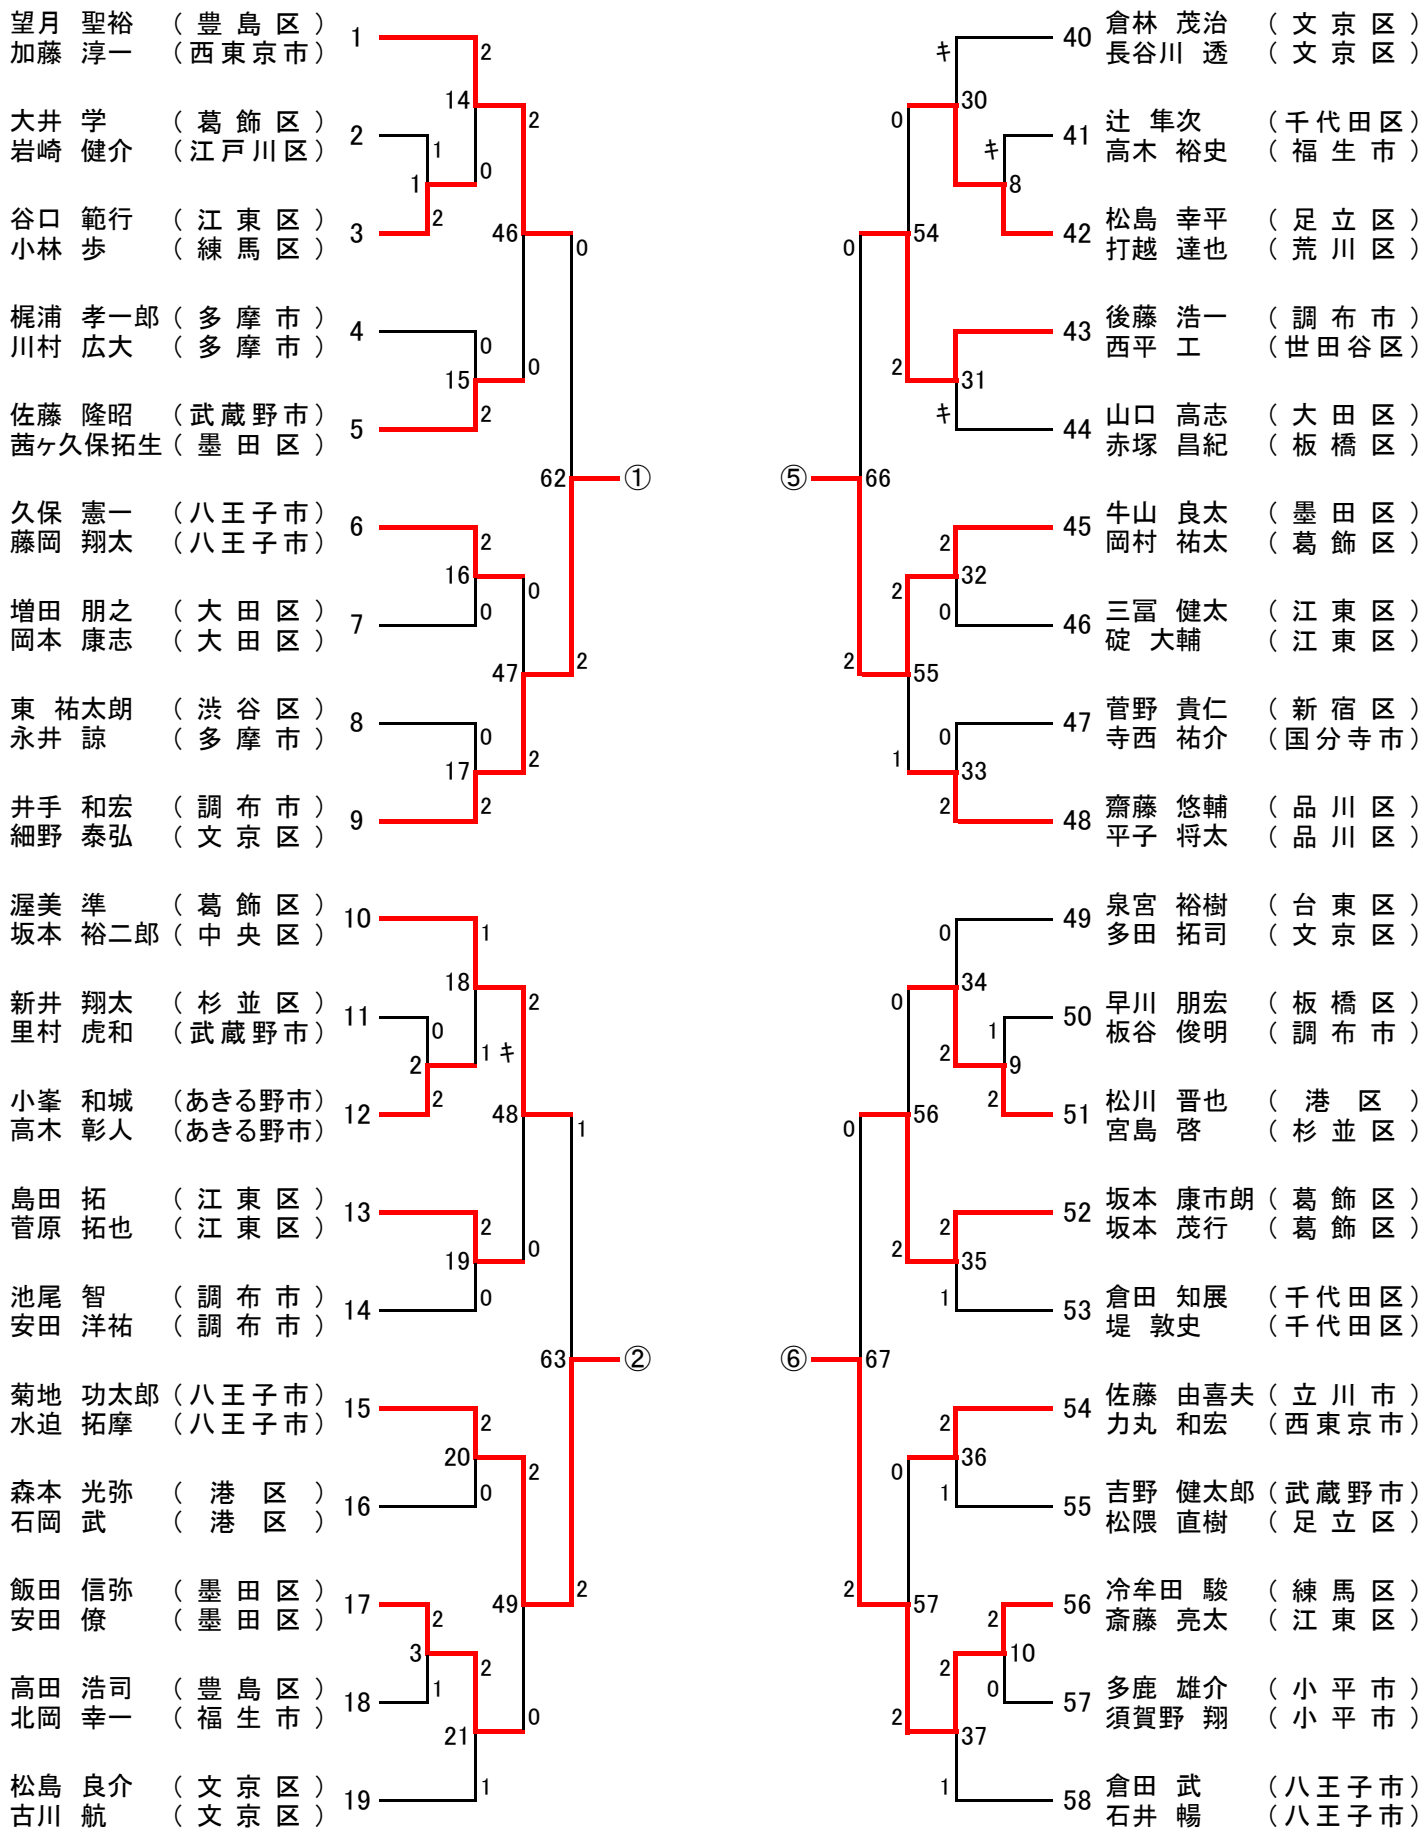 望月 聖裕 （ 豊 島 区 ）
加藤 淳一 （ 西 東 京 市 ）
1
2
14
大井 学 （ 葛 飾 区 ）
岩崎 健介 （ 江 戸 川 区 ）
2
1
2
1
0
谷口 範行 （ 江 東 区 ）
小林 歩 （ 練 馬 区 ）
3
2
46
0
梶浦 孝一郎 （ 多 摩 市 ）
川村 広大 （ 多 摩 市 ）
4
0
15
0
佐藤 隆昭 （ 武 蔵 野 市 ）
茜ヶ久保拓生 （ 墨 田 区 ）
5
2
62
①
久保 憲一 （ 八 王 子 市 ）
藤岡 翔太 （ 八 王 子 市 ）
6
2
16
0
増田 朋之 （ 大 田 区 ）
岡本 康志 （ 大 田 区 ）
7
0
47
2
東 祐太朗 （ 渋 谷 区 ）
永井 諒 （ 多 摩 市 ）
8
0
17
2
井手 和宏 （ 調 布 市 ）
細野 泰弘 （ 文 京 区 ）
9
2
渥美 準 （ 葛 飾 区 ）
坂本 裕二郎 （ 中 央 区 ）
10
1
18
新井 翔太 （ 杉 並 区 ）
里村 虎和 （ 武 蔵 野 市 ）
11
0
2
2
1
キ
小峯 和城 （あきる野市）
高木 彰人 （あきる野市）
12
2
48
1
島田 拓 （ 江 東 区 ）
菅原 拓也 （ 江 東 区 ）
13
2
19
0
池尾 智 （ 調 布 市 ）
安田 洋祐 （ 調 布 市 ）
14
0
63
②
菊地 功太郎 （ 八 王 子 市 ）
水迫 拓摩 （ 八 王 子 市 ）
15
2
20
2
森本 光弥 （ 港 区 ）
石岡 武 （ 港 区 ）
16
0
飯田 信弥 （ 墨 田 区 ）
安田 僚 （ 墨 田 区 ）
17
2
49
2
3
2
高田 浩司 （ 豊 島 区 ）
北岡 幸一 （ 福 生 市 ）
18
1
21
0
松島 良介 （ 文 京 区 ）
古川 航 （ 文 京 区 ）
19
1
キ
40
倉林 茂治 （ 文 京 区 ）
長谷川 透 （ 文 京 区 ）
30
0
キ
41
辻 隼次 （ 千 代 田 区 ）
高木 裕史 （ 福 生 市 ）
8
42
松島 幸平 （ 足 立 区 ）
打越 達也 （ 荒 川 区 ）
0
54
43
後藤 浩一 （ 調 布 市 ）
西平 工 （ 世 田 谷 区 ）
2
31
キ
44
山口 高志 （ 大 田 区 ）
赤塚 昌紀 （ 板 橋 区 ）
⑤
66
2
45
牛山 良太 （ 墨 田 区 ）
岡村 祐太 （ 葛 飾 区 ）
2
32
0
46
三冨 健太 （ 江 東 区 ）
碇 大輔 （ 江 東 区 ）
2
55
0
47
菅野 貴仁 （ 新 宿 区 ）
寺西 祐介 （ 国 分 寺 市 ）
1
33
2
48
齋藤 悠輔 （ 品 川 区 ）
平子 将太 （ 品 川 区 ）
0
49
泉宮 裕樹 （ 台 東 区 ）
多田 拓司 （ 文 京 区 ）
0
34
1
50
早川 朋宏 （ 板 橋 区 ）
板谷 俊明 （ 調 布 市 ）
2
9
2
51
松川 晋也 （ 港 区 ）
宮島 啓 （ 杉 並 区 ）
0
56
2
52
坂本 康市朗 （ 葛 飾 区 ）
坂本 茂行 （ 葛 飾 区 ）
2
35
1
53
倉田 知展 （ 千 代 田 区 ）
堤 敦史 （ 千 代 田 区 ）
⑥
67
2
54
佐藤 由喜夫 （ 立 川 市 ）
力丸 和宏 （ 西 東 京 市 ）
0
36
1
55
吉野 健太郎 （ 武 蔵 野 市 ）
松隈 直樹 （ 足 立 区 ）
2
57
2
56
冷牟田 駿 （ 練 馬 区 ）
斎藤 亮太 （ 江 東 区 ）
2
10
0
57
多鹿 雄介 （ 小 平 市 ）
須賀野 翔 （ 小 平 市 ）
2
37
1
58
倉田 武 （ 八 王 子 市 ）
石井 暢 （ 八 王 子 市 ）